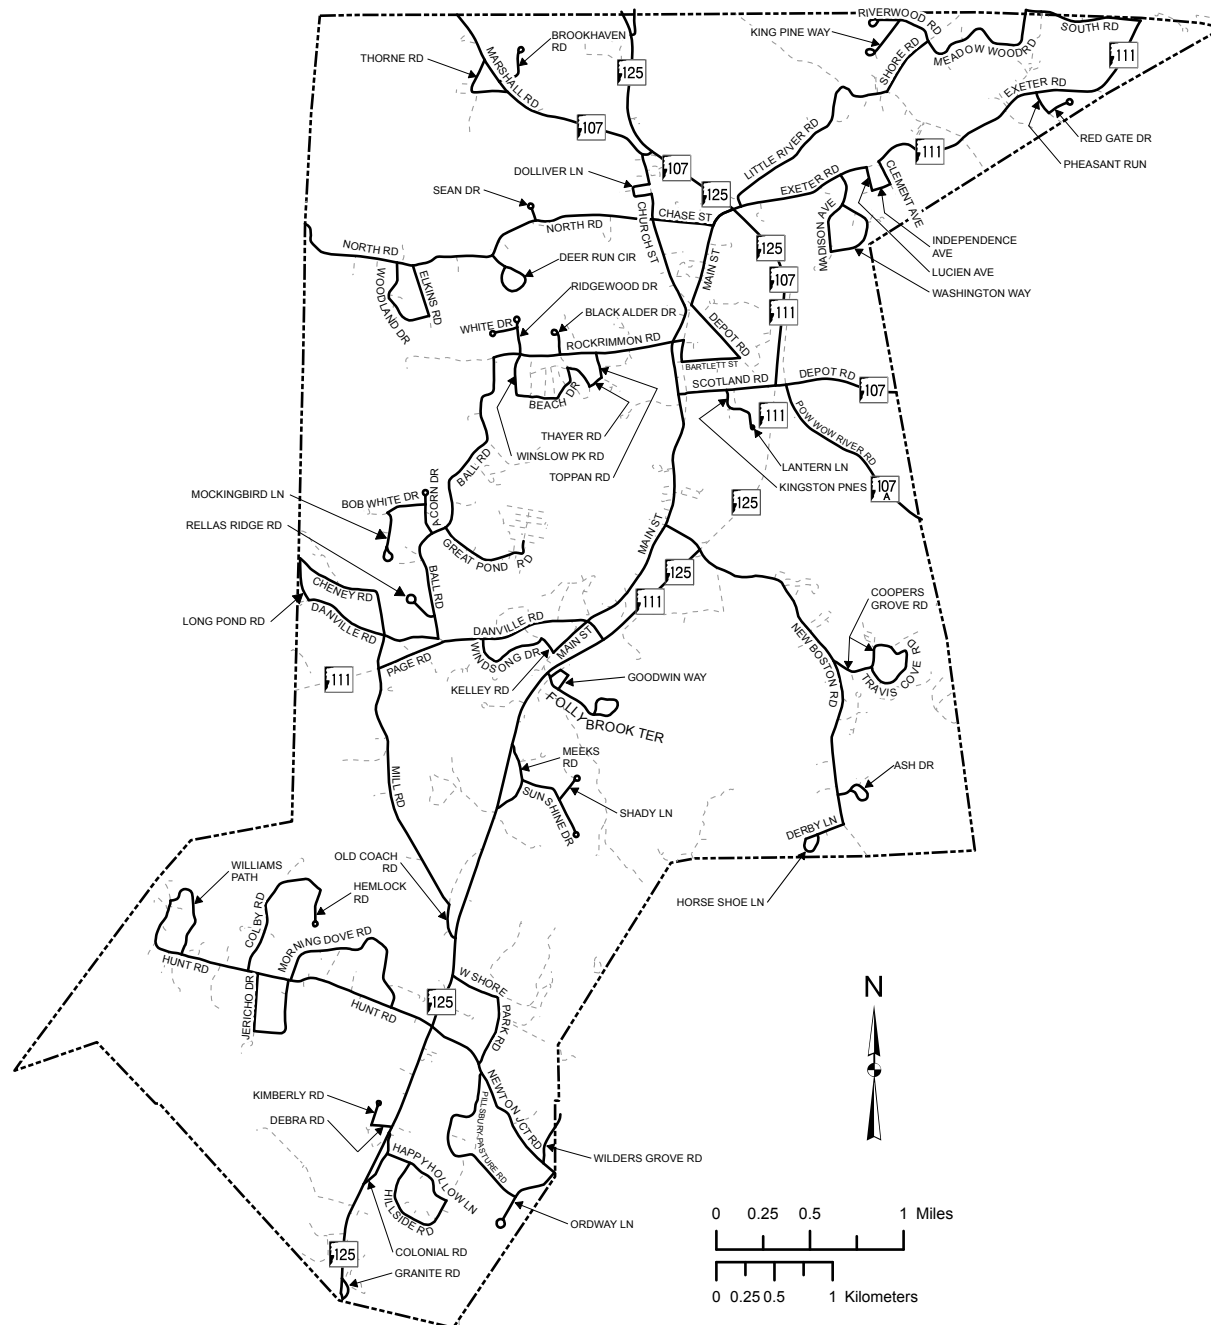 RIVERWOOD RD
KING PINE WAY
SOUTH RD
MEADOW WOOD RD
SHORE RD
BROOKHAVEN
RD
THORNE RD
MARSHALL RD
125
111
EXETER RD
RED GATE DR
PHEASANT RUN
107
LITTLE RIVER RD
111
DOLLIVER LN
107
125
EXETER RD
CLEMENT AVE
SEAN DR
CHURCH ST
CHASE ST
NORTH RD
NORTH RD
MADISON AVE
INDEPENDENCE
AVE
LUCIEN AVE
WASHINGTON WAY
125
107
111
MAIN ST
DEER RUN CIR
RIDGEWOOD DR
WOODLAND DR
ELKINS RD
WHITE DR
BLACK ALDER DR
ROCKRIMMON RD
DEPOT RD
BARTLETT ST
SCOTLAND RD
DEPOT RD
107
BEACH DR
111
POW WOW RIVER RD
THAYER RD
WINSLOW PK RD
TOPPAN RD
LANTERN LN
KINGSTON PNES
BALL RD
107
A
125
MOCKINGBIRD LN
BOB WHITE DR
ACORN DR
RELLAS RIDGE RD
GREAT POND RD
MAIN ST
125
111
CHENEY RD
BALL RD
LONG POND RD
DANVILLE RD
DANVILLE RD
PAGE RD
WINDSONG DR
MAIN ST
KELLEY RD
GOODWIN WAY
FOLLYBROOK TER
COOPERS
GROVE RD
NEW BOSTON RD
TRAVIS COVE RD
111
MILL RD
MEEKS
RD
SUN SHINE DR
SHADY LN
ASH DR
DERBY LN
HORSE SHOE LN
OLD COACH
RD
WILLIAMS
PATH
HEMLOCK
RD
COLBY RD
MORNING DOVE RD
HUNT RD
JERICHO DR
HUNT RD
125
W SHORE
PARK RD
N
KIMBERLY RD
DEBRA RD
NEWTON JCT RD
PILLSBURY-PASTURE RD
WILDERS GROVE RD
HAPPY HOLLOW LN
HILLSIDE RD
ORDWAY LN
COLONIAL RD
125
GRANITE RD
0 0.25 0.5 1 Miles
0 0.25 0.5 1 Kilometers